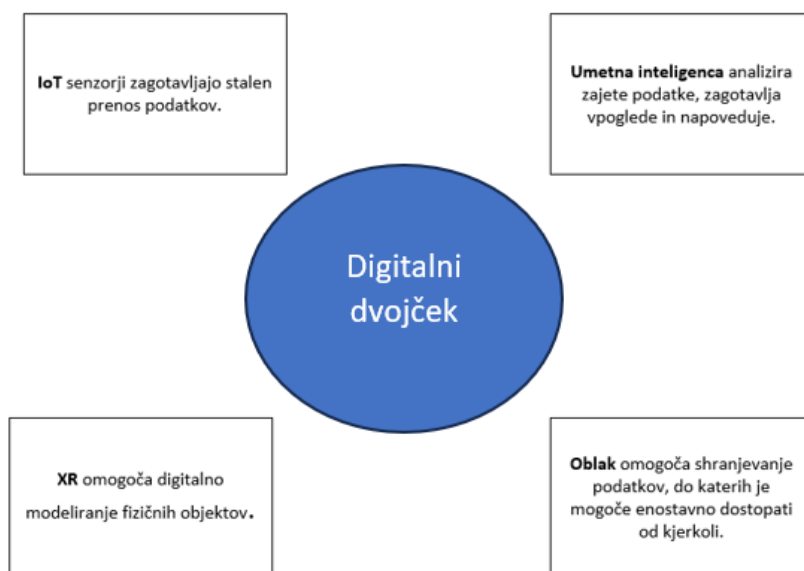 IoT senzorji zagotavljajo stalen
prenos podatkov.
Umetna inteligenca analizira
zajete podatke, zagotavlja
vpoglede in napoveduje.
Digitalni
dvojček
XR omogoča digitalno
modeliranje fizičnih objektov.
Oblak omogoča shranjevanje
podatkov, do katerih je
mogoče enostavno dostopati
od kjerkoli.